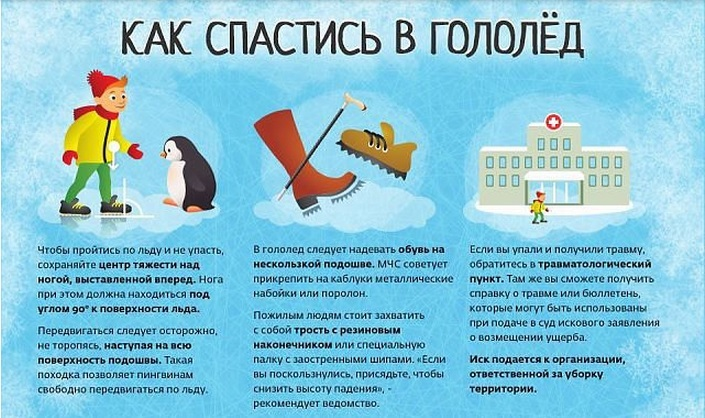 КАК СПАСТИСЬ В ГОЛОЛЁД
Чтобы пройтись по льду и не упасть,
сохраняйте центр тяжести над
ногой, выставленной вперед. Нога
при этом должна находиться под
углом 90° к поверхности льда.
Передвигаться следует осторожно,
не торопясь, наступая на всю
поверхность подошвы. Такая
походка позволяет пингвинам
свободно передвигаться по льду.
В гололед следует надевать обувь на
нескользкой подошве. МЧС советует
прикрепить на каблуки металлические
набойки или поролон.
Пожилым людям стоит захватить
с собой трость с резиновым
наконечником или специальную
палку с заостренными шипами. «Если
вы поскользнулись, присядьте, чтобы
снизить высоту падения», -
рекомендует ведомство.
Если вы упали и получили травму,
обратитесь в травматологический
пункт. Там же вы сможете получить
справку о травме или бюллетень,
которые могут быть использованы
при подаче в суд искового заявления
о возмещении ущерба.
Иск подается к организации,
ответственной за уборку
территории.